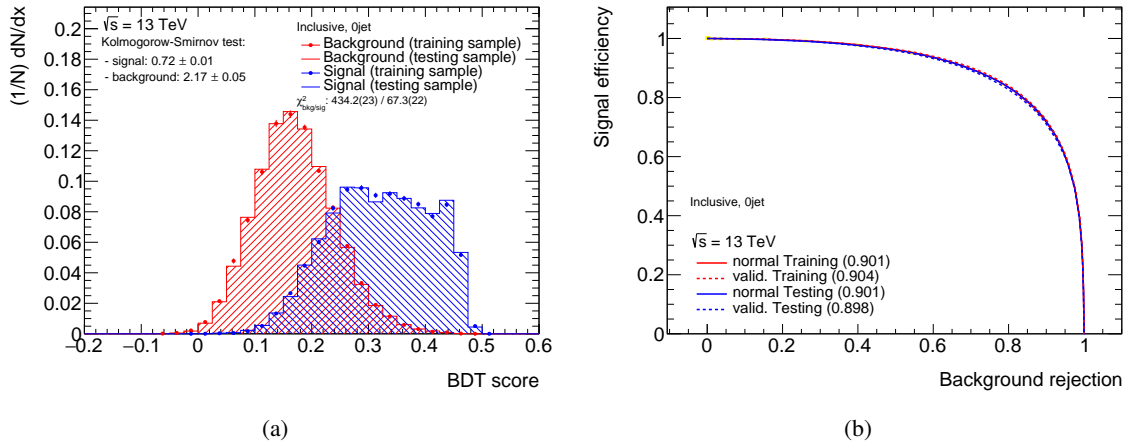 (1/N) dN/dx
0.2
0.18
0.16
0.14
0.12
0.1
0.08
0.06
0.04
0.02
0
√s = 13 TeV
Kolmogorow-Smirnov test:
- signal: 0.72 ± 0.01
- background: 2.17 ± 0.05
Inclusive, 0jet
Background (training sample)
Background (testing sample)
Signal (training sample)
Signal (testing sample)
χ²bkg/sig : 434.2(23) / 67.3(22)
−0.2 −0.1 0 0.1 0.2 0.3 0.4 0.5 0.6
BDT score
(a)
Signal efficiency
1
0.8
0.6
0.4
0.2
0
Inclusive, 0jet
√s = 13 TeV
normal Training (0.901)
valid. Training (0.904)
normal Testing (0.901)
valid. Testing (0.898)
0 0.2 0.4 0.6 0.8 1
Background rejection
(b)